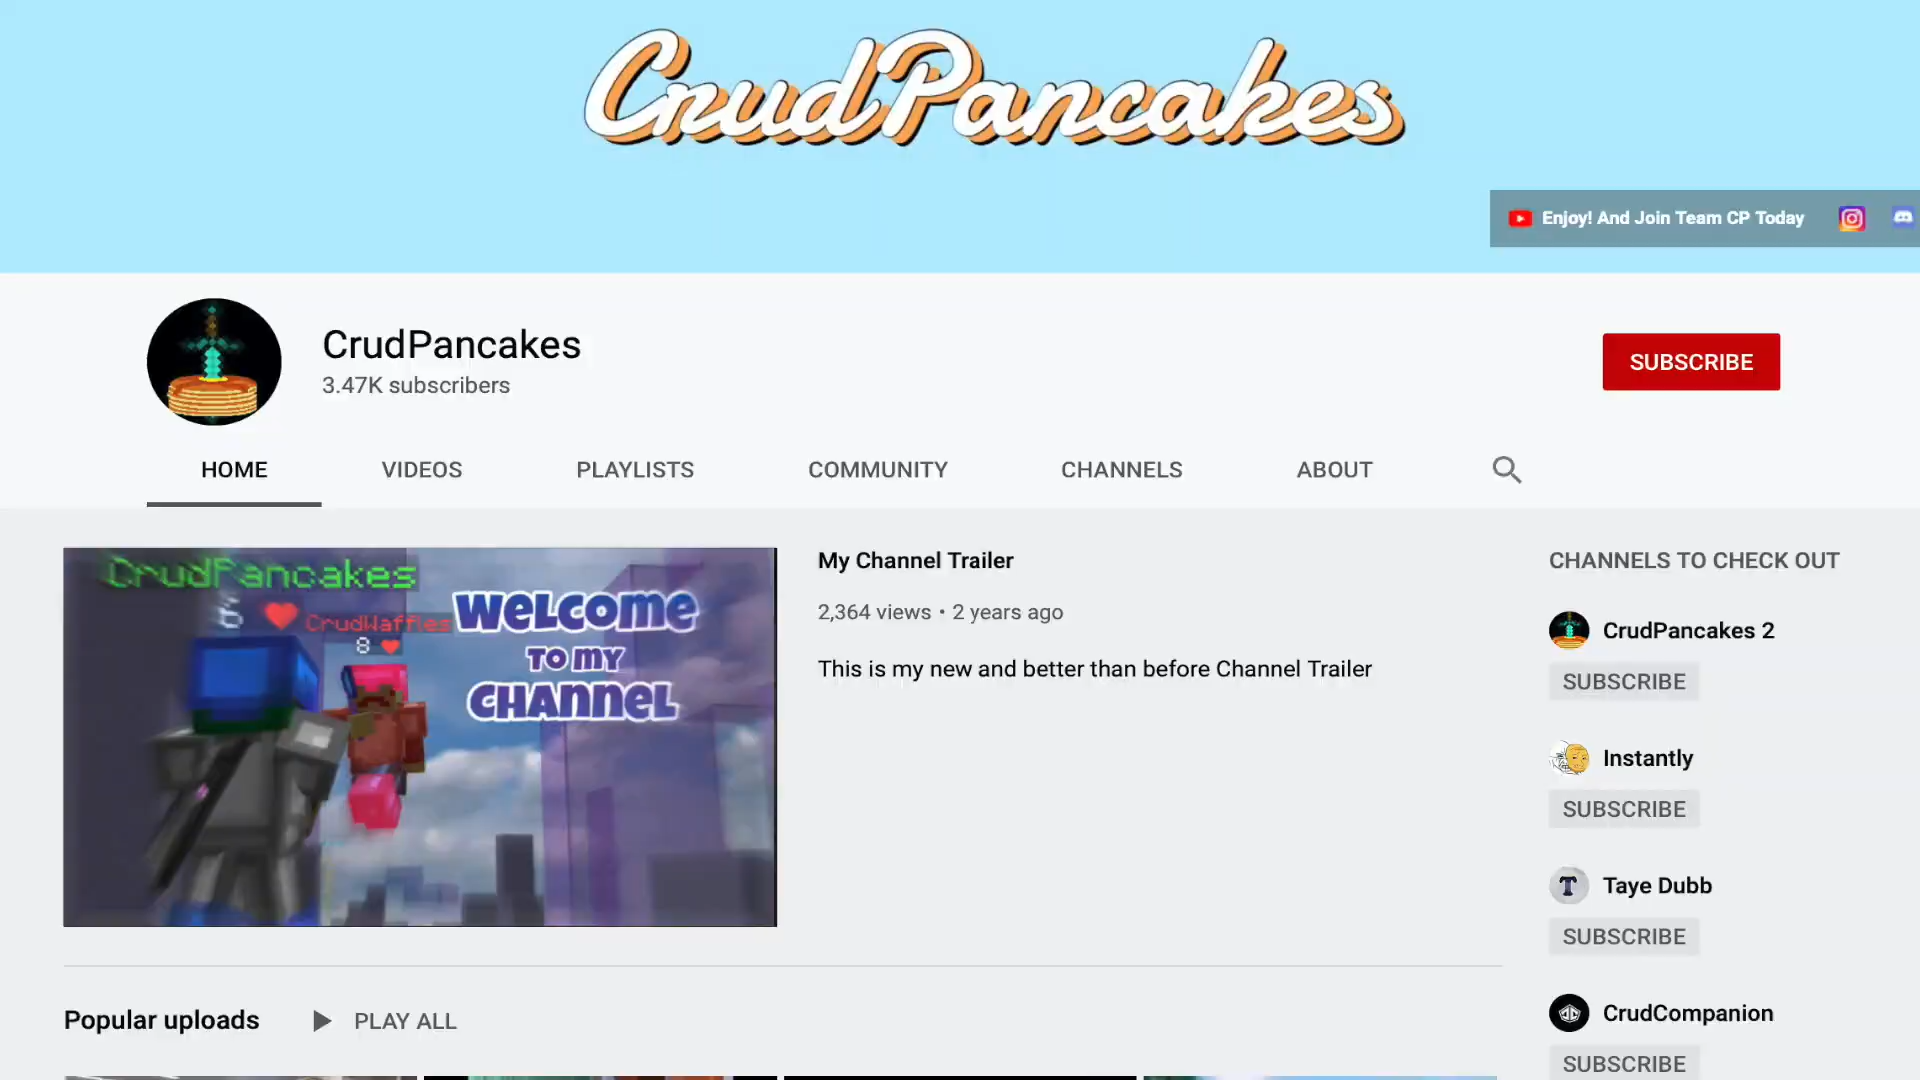 CrudPancakes
Enjoy! And Join Team CP Today
CrudPancakes
3.47K subscribers
SUBSCRIBE
HOME
VIDEOS
PLAYLISTS
COMMUNITY
CHANNELS
ABOUT
CrudPancakes
6
CrudWaffles
8
WELCOME
TO MY
CHANNEL
My Channel Trailer
2,364 views • 2 years ago
This is my new and better than before Channel Trailer
CHANNELS TO CHECK OUT
CrudPancakes 2
SUBSCRIBE
Instantly
SUBSCRIBE
Taye Dubb
SUBSCRIBE
CrudCompanion
SUBSCRIBE
Popular uploads
PLAY ALL